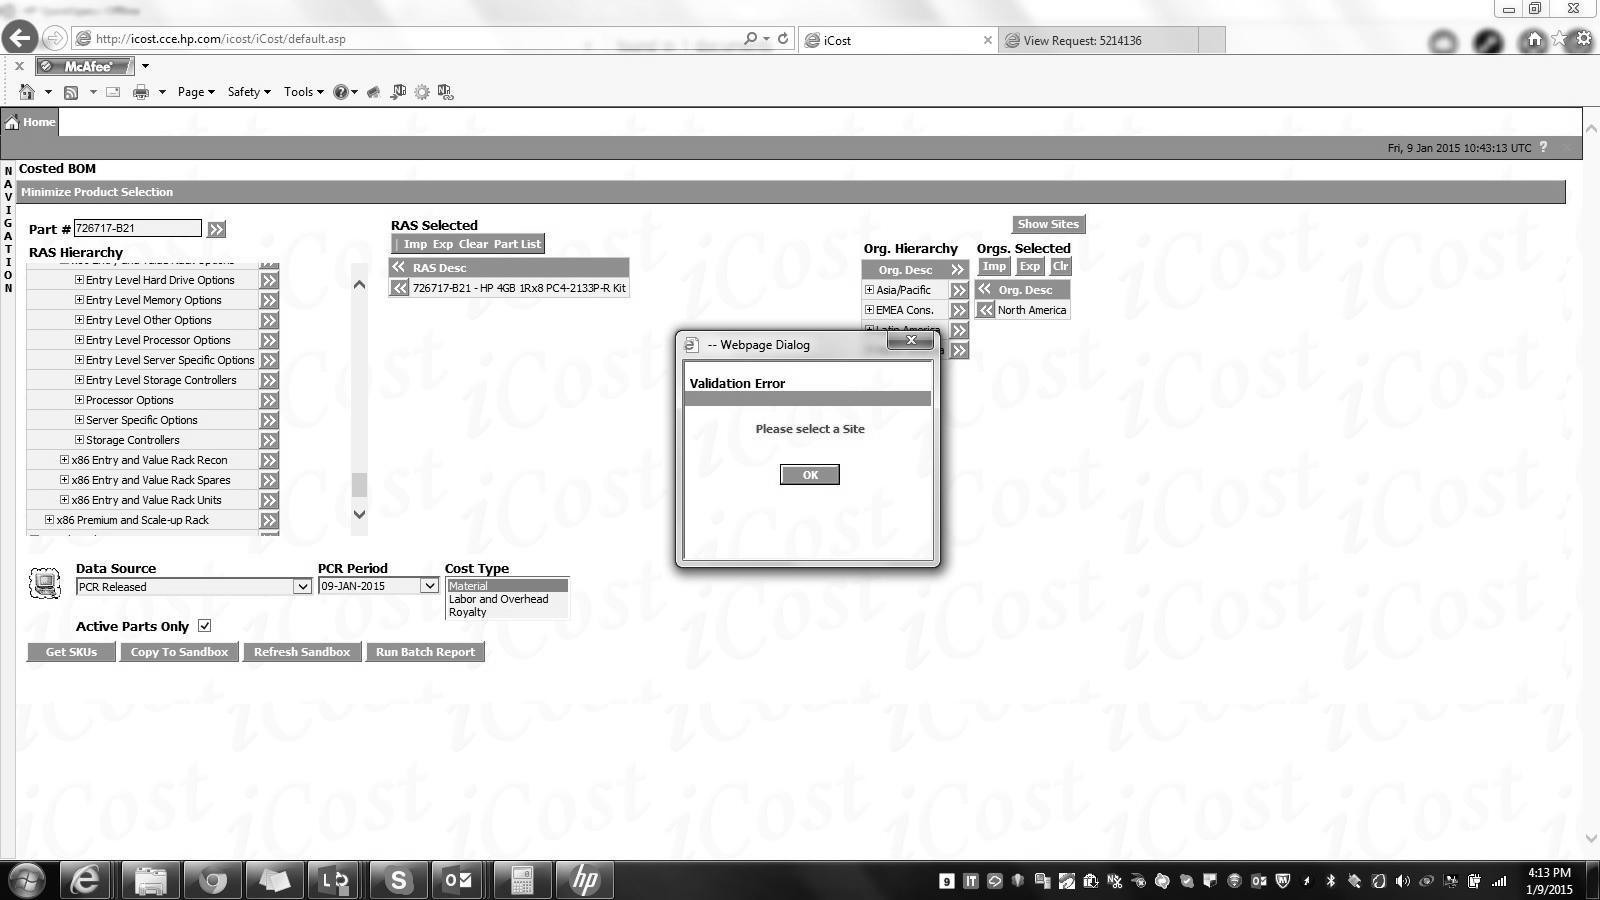 http://icost.cce.hp.com/icost/iCost/default.asp
iCost
View Request: 5214136
McAfee
Page
Safety
Tools
Home
Fri, 9 Jan 2015 10:43:13 UTC ?
NAVIGATION
Costed BOM
Minimize Product Selection
Part # 726717-B21
RAS Hierarchy
Entry Level Hard Drive Options
Entry Level Memory Options
Entry Level Other Options
Entry Level Processor Options
Entry Level Server Specific Options
Entry Level Storage Controllers
Processor Options
Server Specific Options
Storage Controllers
x86 Entry and Value Rack Recon
x86 Entry and Value Rack Spares
x86 Entry and Value Rack Units
x86 Premium and Scale-up Rack
RAS Selected
Imp Exp Clear Part List
RAS Desc
726717-B21 - HP 4GB 1Rx8 PC4-2133P-R Kit
Show Sites
Org. Hierarchy
Org. Desc
Asia/Pacific
EMEA Cons.
Latin America
Orgs. Selected
Imp Exp Clr
Org. Desc
North America
-- Webpage Dialog
Validation Error
Please select a Site
OK
Data Source
PCR Released
PCR Period
09-JAN-2015
Cost Type
Material
Labor and Overhead
Royalty
Active Parts Only
Get SKUs
Copy To Sandbox
Refresh Sandbox
Run Batch Report
4:13 PM
1/9/2015